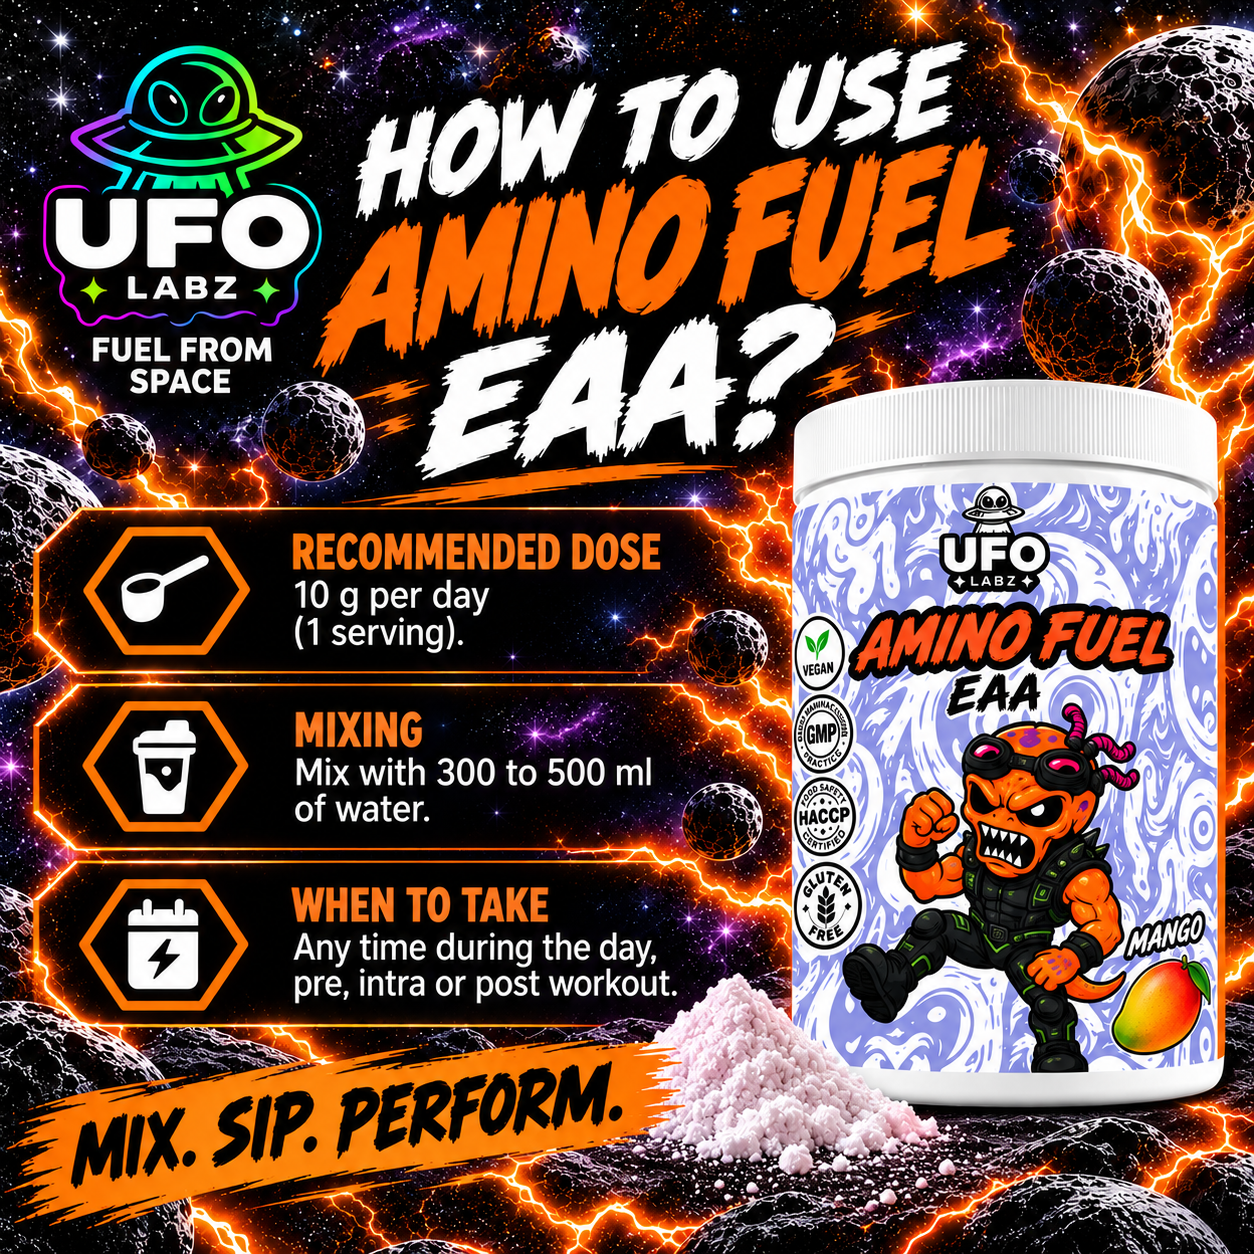 UFO
LABZ
FUEL FROM
SPACE
HOW TO USE
AMINO FUEL
EAA?
RECOMMENDED DOSE
10 g per day
(1 serving).
MIXING
Mix with 300 to 500 ml
of water.
WHEN TO TAKE
Any time during the day,
pre, intra or post workout.
MIX. SIP. PERFORM.
UFO
LABZ
AMINO FUEL
EAA
VEGAN
GMP
PRACTICE
FOOD SAFETY
HACCP
CERTIFIED
GLUTEN
FREE
MANGO